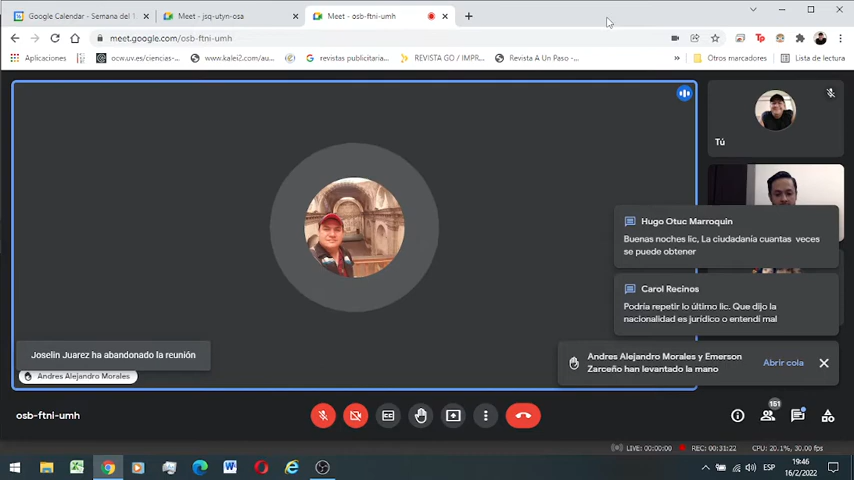 Google Calendar - Semana del 1
Meet - jsq-utyn-osa
Meet - osb-ftni-umh
meet.google.com/osb-ftni-umh
Aplicaciones
ocw.uv.es/ciencias-...
www.kalei2.com/aud...
revistas publicitaria...
REVISTA GO / IMPR...
Revista A Un Paso -...
Otros marcadores
Lista de lectura
Tú
Hugo Otuc Marroquin
Buenas noches lic, La ciudadanía cuantas veces
se puede obtener
Carol Recinos
Podría repetir lo último lic. Que dijo la
nacionalidad es jurídico o entendí mal
Joselin Juarez ha abandonado la reunión
Andres Alejandro Morales y Emerson
Zarceño han levantado la mano
Abrir cola
Andres Alejandro Morales
osb-ftni-umh
151
LIVE: 00:00:00
REC: 00:31:22
CPU: 20.1%, 30.00 fps
ESP
19:46
16/2/2022